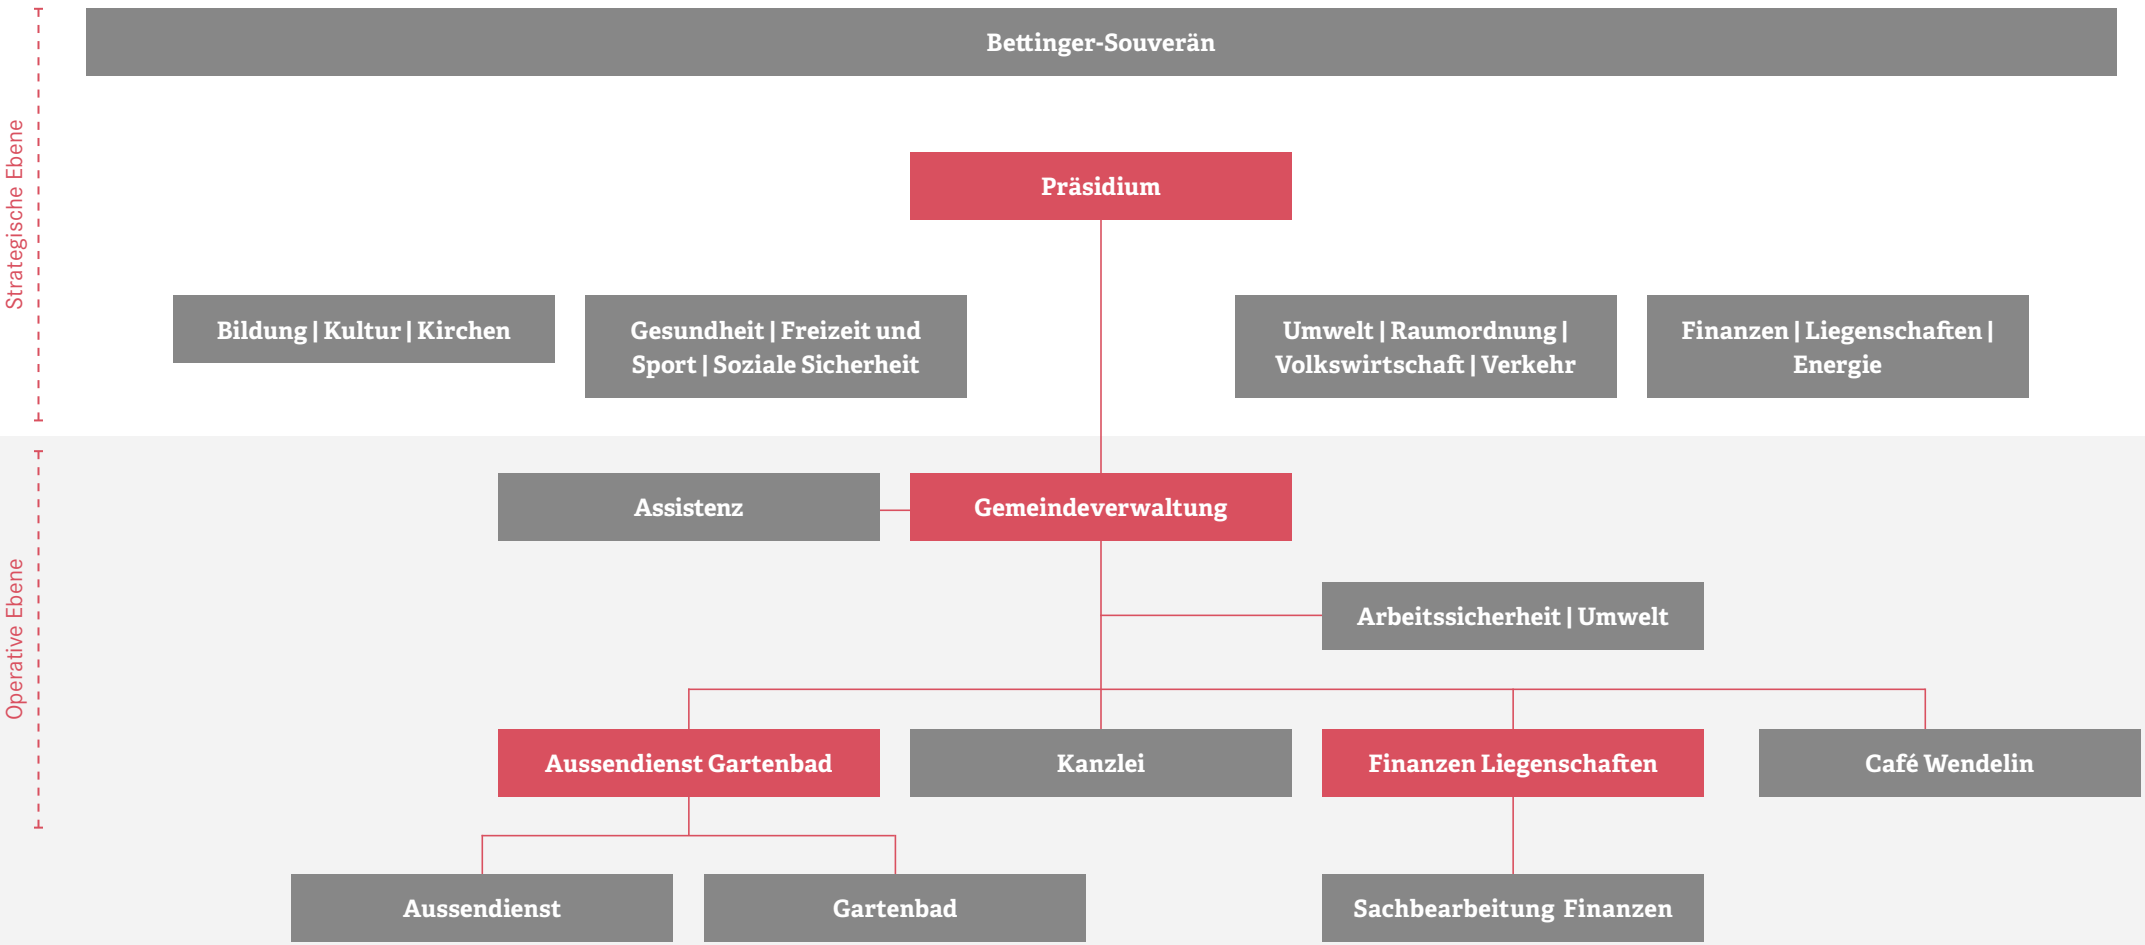 Bettinger-Souverän
Strategische Ebene
Präsidium
Bildung | Kultur | Kirchen
Gesundheit | Freizeit und
Sport | Soziale Sicherheit
Umwelt | Raumordnung |
Volkswirtschaft | Verkehr
Finanzen | Liegenschaften |
Energie
Operative Ebene
Assistenz
Gemeindeverwaltung
Arbeitssicherheit | Umwelt
Aussendienst Gartenbad
Kanzlei
Finanzen Liegenschaften
Café Wendelin
Aussendienst
Gartenbad
Sachbearbeitung Finanzen